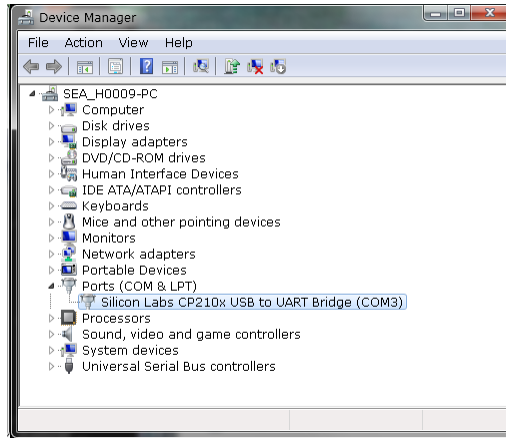 Device Manager
File Action View Help
SEA_H0009-PC
Computer
Disk drives
Display adapters
DVD/CD-ROM drives
Human Interface Devices
IDE ATA/ATAPI controllers
Keyboards
Mice and other pointing devices
Monitors
Network adapters
Portable Devices
Ports (COM & LPT)
Silicon Labs CP210x USB to UART Bridge (COM3)
Processors
Sound, video and game controllers
System devices
Universal Serial Bus controllers